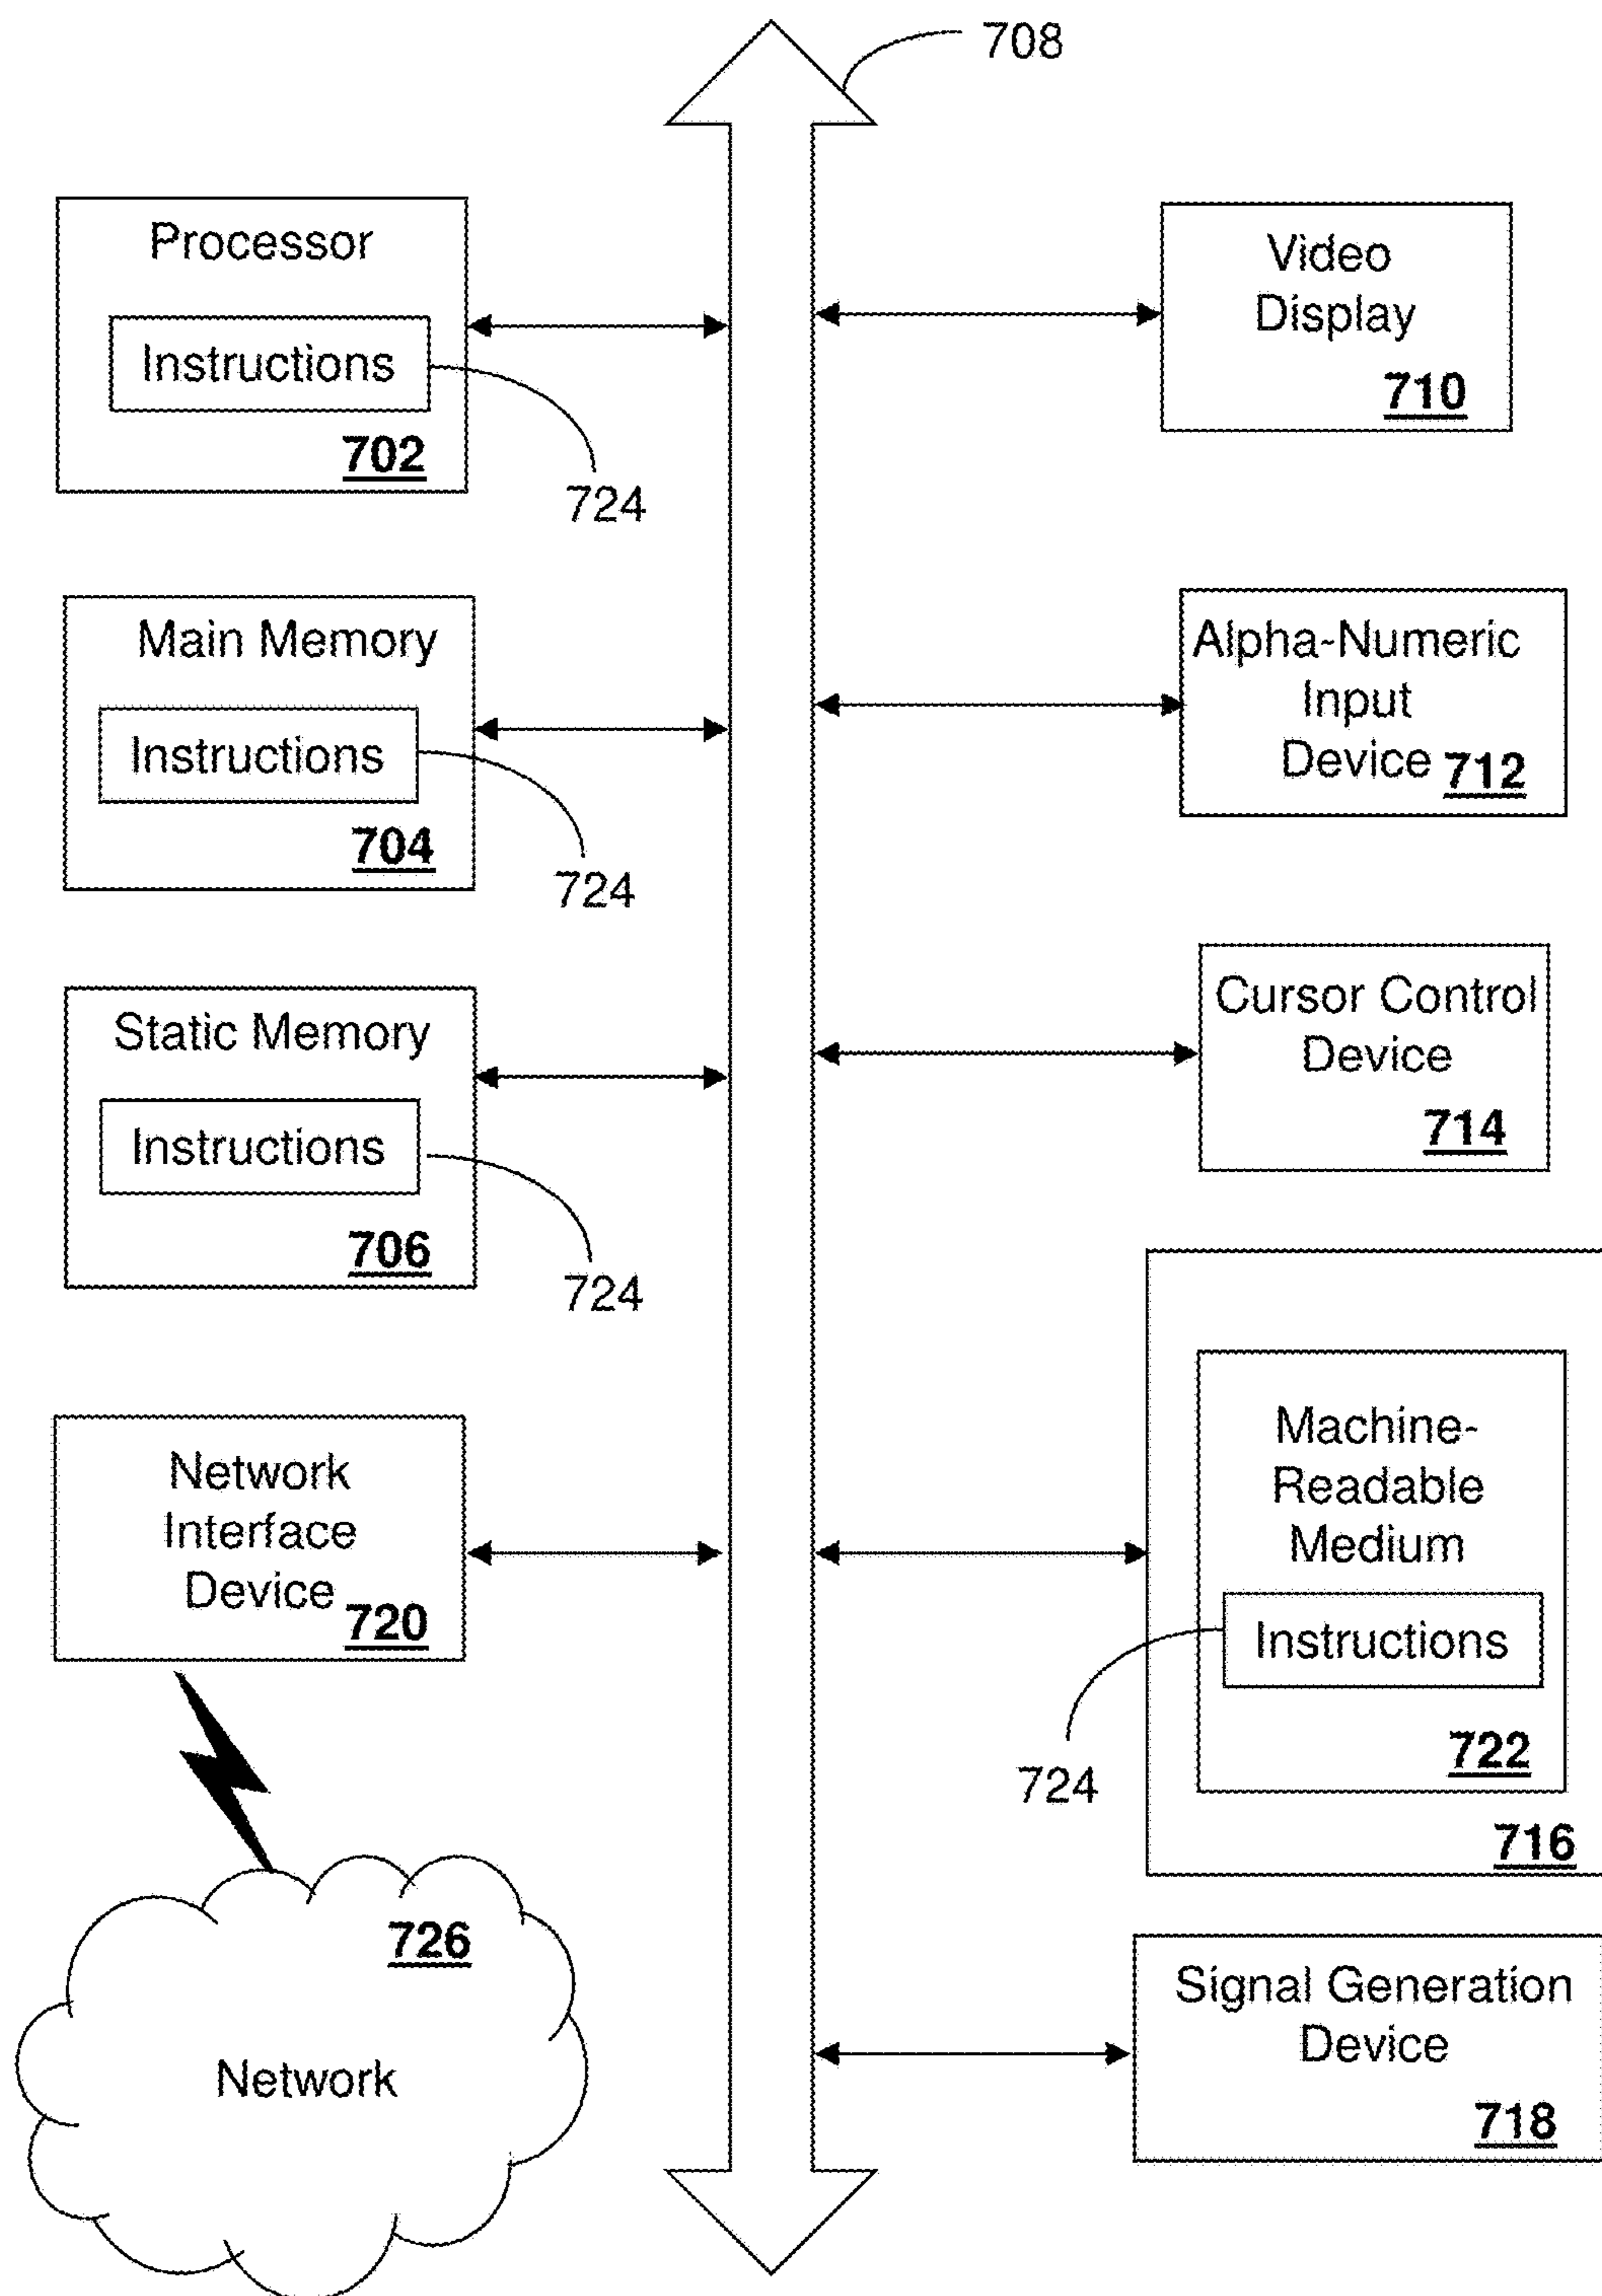 708
Processor
Instructions
702
724
Main Memory
Instructions
704
724
Static Memory
Instructions
706
724
Network
Interface
Device 720
726
Network
Video
Display
710
Alpha-Numeric
Input
Device 712
Cursor Control
Device
714
Machine-
Readable
Medium
Instructions
724
722
716
Signal Generation
Device
718